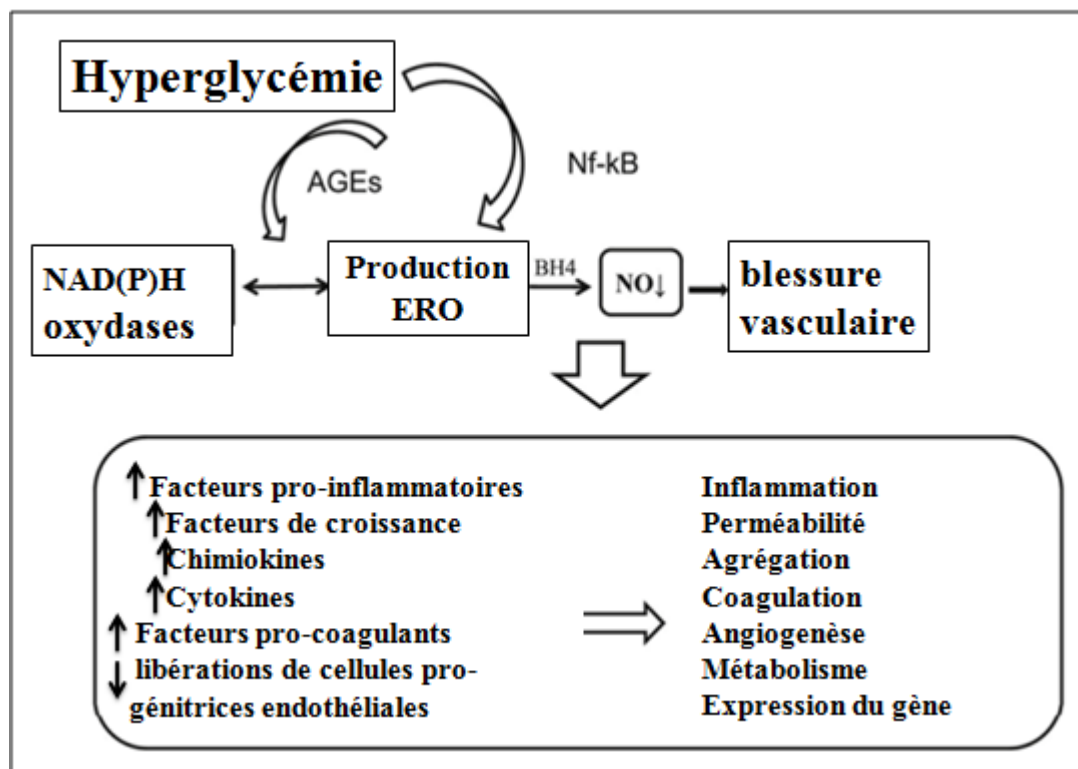 Hyperglycémie
AGEs
Nf-kB
NAD(P)H
oxydases
Production
ERO
BH4
NO↓
blessure
vasculaire
↑ Facteurs pro-inflammatoires
↑ Facteurs de croissance
↑ Chimiokines
↑ Cytokines
↑ Facteurs pro-coagulants
↓ libérations de cellules pro-
génitrices endothéliales
Inflammation
Perméabilité
Agrégation
Coagulation
Angiogenèse
Métabolisme
Expression du gène